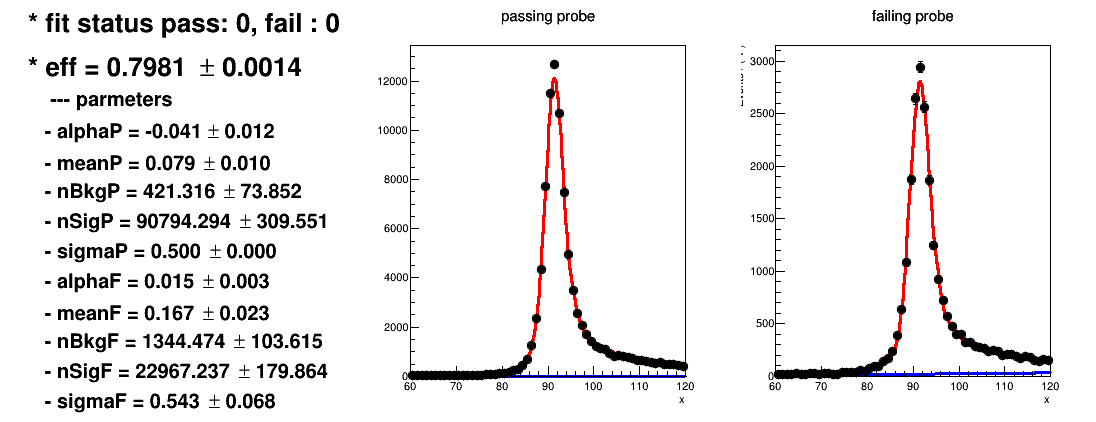 * fit status pass: 0, fail : 0
* eff = 0.7981 ± 0.0014
--- parmeters
- alphaP = -0.041 ± 0.012
- meanP = 0.079 ± 0.010
- nBkgP = 421.316 ± 73.852
- nSigP = 90794.294 ± 309.551
- sigmaP = 0.500 ± 0.000
- alphaF = 0.015 ± 0.003
- meanF = 0.167 ± 0.023
- nBkgF = 1344.474 ± 103.615
- nSigF = 22967.237 ± 179.864
- sigmaF = 0.543 ± 0.068
passing probe
12000
10000
8000
6000
4000
2000
0
60 70 80 90 100 110 120
x
failing probe
3000
2500
2000
1500
1000
500
0
60 70 80 90 100 110 120
x